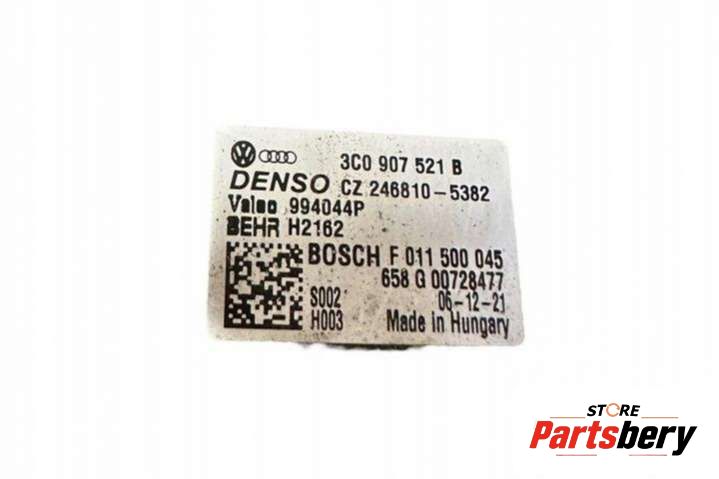 3C0 907 521 B
DENSO CZ 246810-5382
Valeo 994044P
BEHR H2162
BOSCH F 011 500 045
658 G 00728477
S002 06-12-21
H003 Made in Hungary
STORE
Partsbery